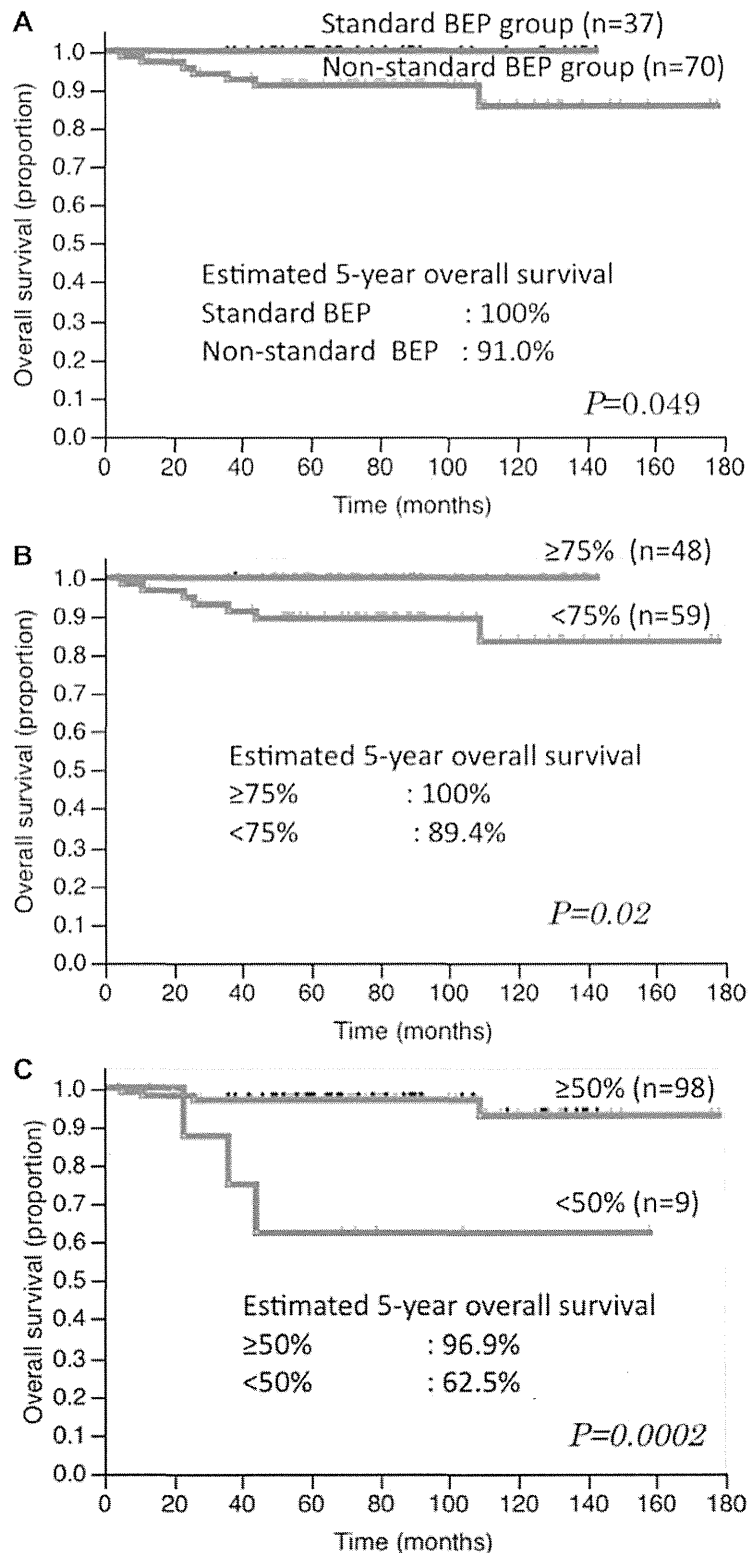 A
Standard BEP group (n=37)
Non-standard BEP group (n=70)
1.0
0.9
0.8
0.7
0.6
0.5
0.4
0.3
0.2
0.1
0.0
Overall survival (proportion)
Estimated 5-year overall survival
Standard BEP : 100%
Non-standard BEP : 91.0%
P=0.049
0 20 40 60 80 100 120 140 160 180
Time (months)
B
≥75% (n=48)
<75% (n=59)
1.0
0.9
0.8
0.7
0.6
0.5
0.4
0.3
0.2
0.1
0.0
Overall survival (proportion)
Estimated 5-year overall survival
≥75% : 100%
<75% : 89.4%
P=0.02
0 20 40 60 80 100 120 140 160 180
Time (months)
C
≥50% (n=98)
<50% (n=9)
1.0
0.9
0.8
0.7
0.6
0.5
0.4
0.3
0.2
0.1
0.0
Overall survival (proportion)
Estimated 5-year overall survival
≥50% : 96.9%
<50% : 62.5%
P=0.0002
0 20 40 60 80 100 120 140 160 180
Time (months)